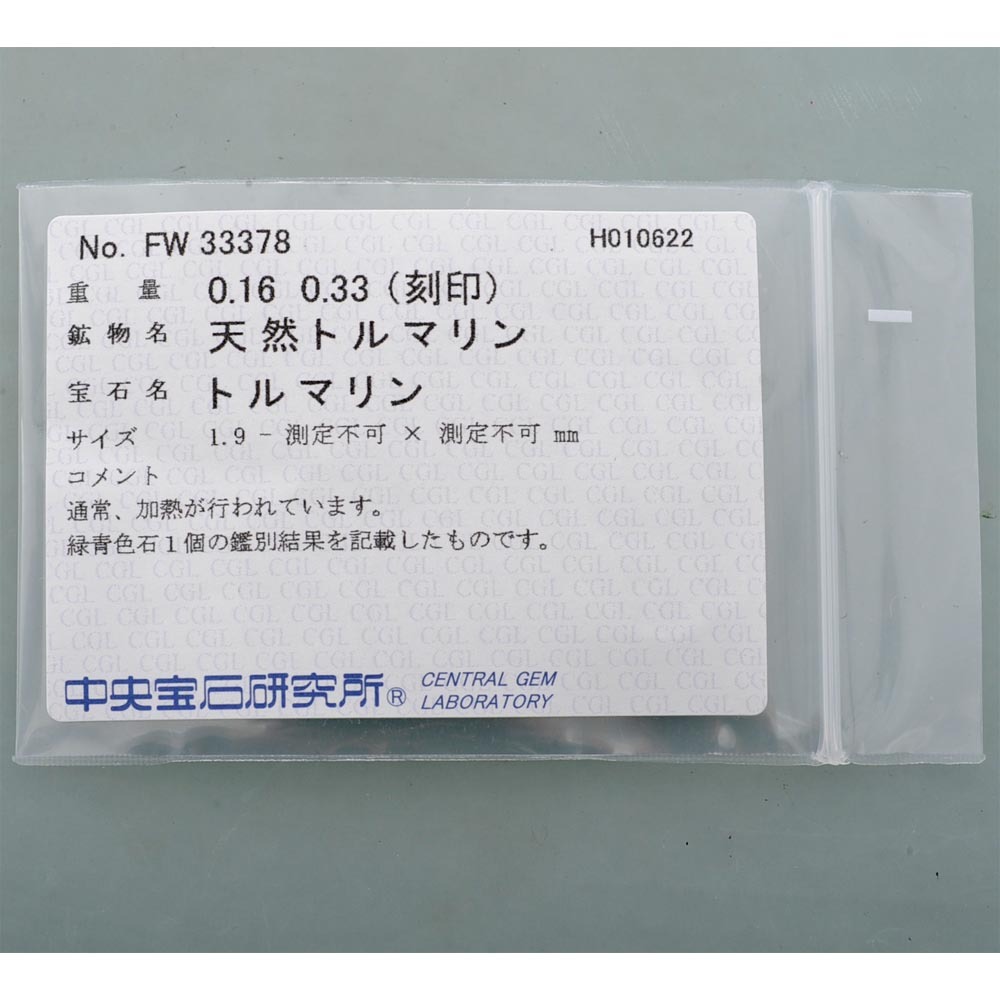 No. FW 33378 H010622
重量 0.16 0.33 (刻印)
鉱物名 天然トルマリン
宝石名 トルマリン
サイズ 1.9 - 測定不可 × 測定不可 mm
コメント
通常、加熱が行われています。
緑青色石1個の鑑別結果を記載したものです。
中央宝石研究所® CENTRAL GEM
LABORATORY